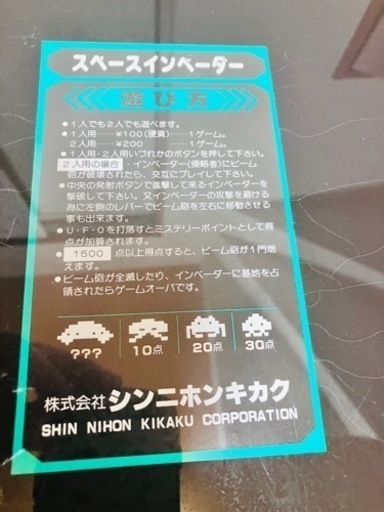 スペースインベーダー
遊び方
●1人でも2人でも遊べます。
●1人用……¥100(硬貨)……1ゲーム。
2人用……¥200 ……1ゲーム。
●1人用・2人用いづれかのボタンを押して下さい。
2人用の場合・インベーダー(侵略者)にビーム
砲が破壊されたら、交互にプレイして下さい。
●中央の発射ボタンで進撃して来るインベーダーを
撃破して下さい。又インベーダーの攻撃を避ける
為に左側のレバーでビーム砲を左右に移動させる
事も出来ます。
●U・F・Oを打落すとミステリーポイントとして得
点が加算されます。
●1500 点以上得点すると、ビーム砲が1門増
えます。
●ビーム砲が全滅したり、インベーダーに基地を占
領されたらゲームオーバです。
??? 10点 20点 30点
株式会社 シンニホンキカク
SHIN NIHON KIKAKU CORPORATION